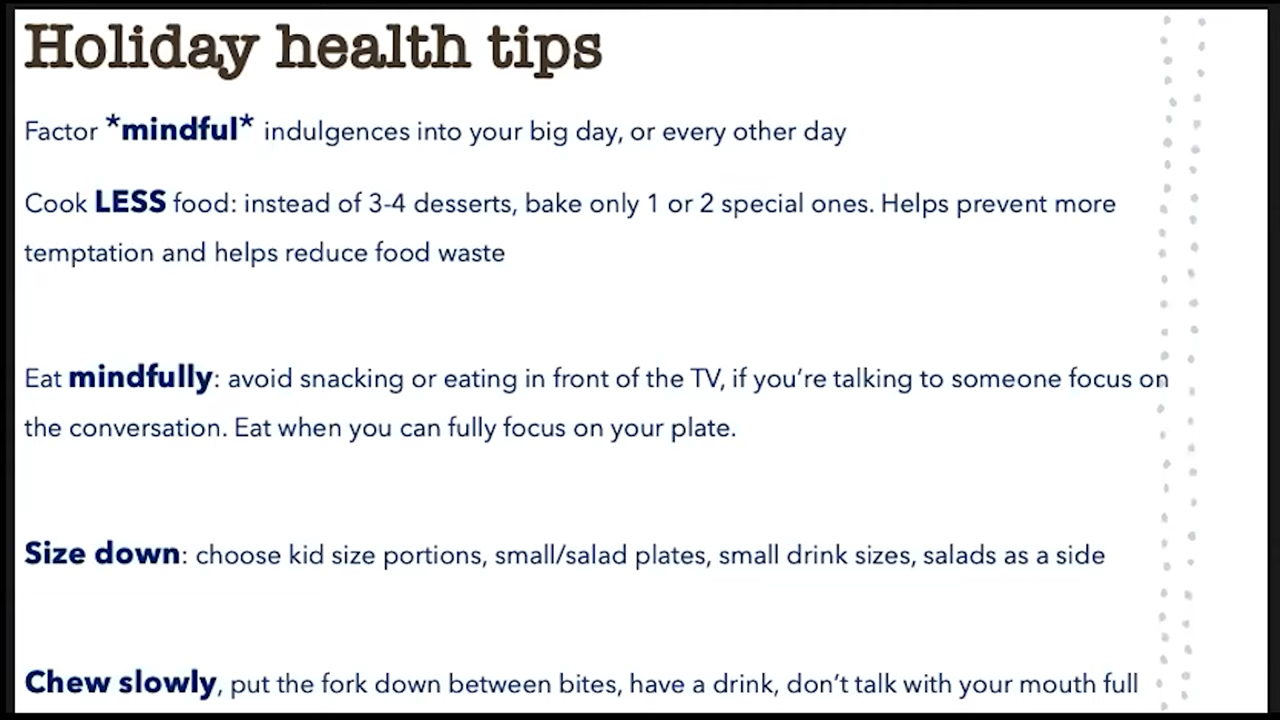 Holiday health tips
Factor *mindful* indulgences into your big day, or every other day
Cook LESS food: instead of 3-4 desserts, bake only 1 or 2 special ones. Helps prevent more
temptation and helps reduce food waste
Eat mindfully: avoid snacking or eating in front of the TV, if you’re talking to someone focus on
the conversation. Eat when you can fully focus on your plate.
Size down: choose kid size portions, small/salad plates, small drink sizes, salads as a side
Chew slowly, put the fork down between bites, have a drink, don’t talk with your mouth full